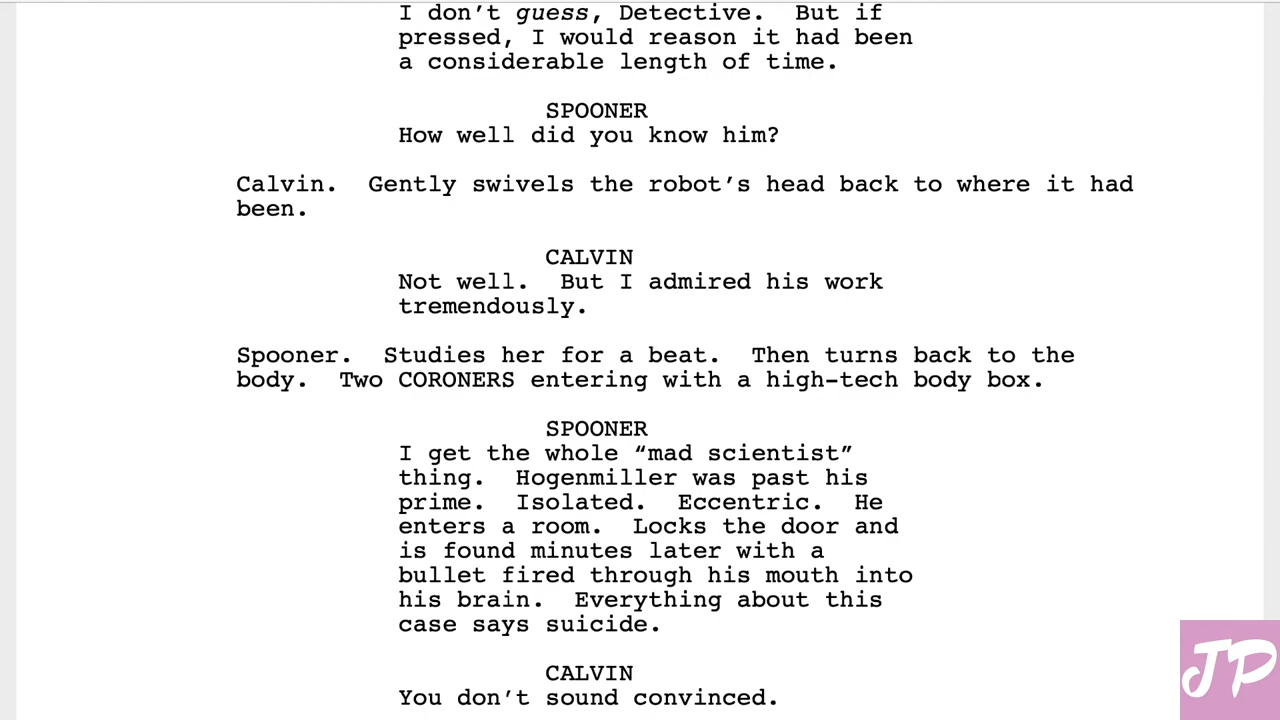 I don’t guess, Detective.  But if
pressed, I would reason it had been
a considerable length of time.
SPOONER
How well did you know him?
Calvin.  Gently swivels the robot’s head back to where it had
been.
CALVIN
Not well.  But I admired his work
tremendously.
Spooner.  Studies her for a beat.  Then turns back to the
body.  Two CORONERS entering with a high-tech body box.
SPOONER
I get the whole “mad scientist”
thing.  Hogenmiller was past his
prime.  Isolated.  Eccentric.  He
enters a room.  Locks the door and
is found minutes later with a
bullet fired through his mouth into
his brain.  Everything about this
case says suicide.
CALVIN
You don’t sound convinced.
JP